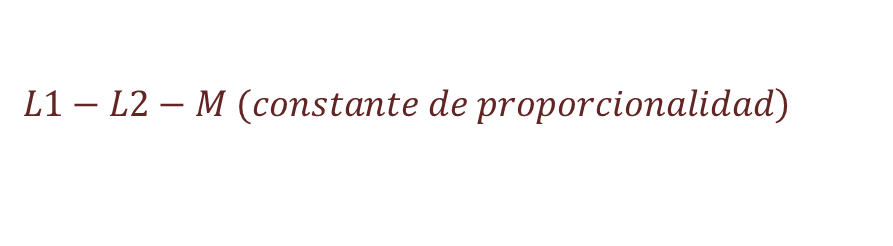 L1 − L2 − M (constante de proporcionalidad)